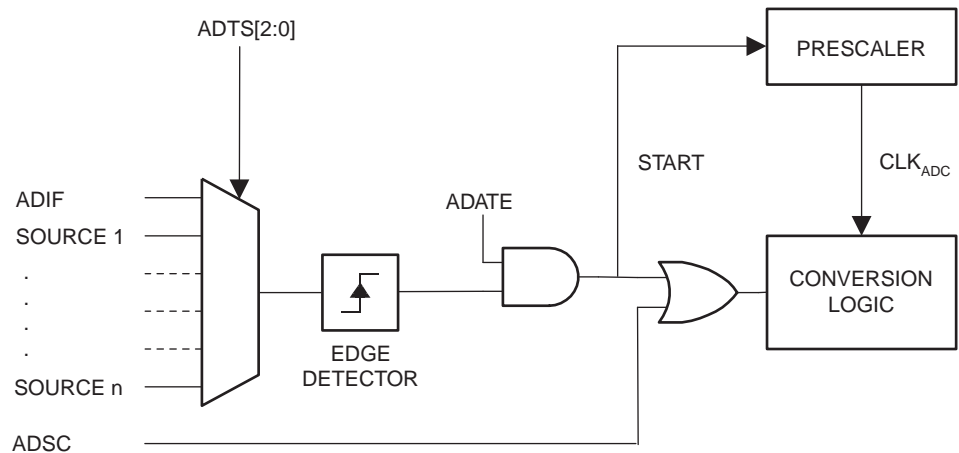 ADTS[2:0]
PRESCALER
START
CLKADC
ADIF
ADATE
SOURCE 1
.
.
.
.
CONVERSION
LOGIC
EDGE
DETECTOR
SOURCE n
ADSC